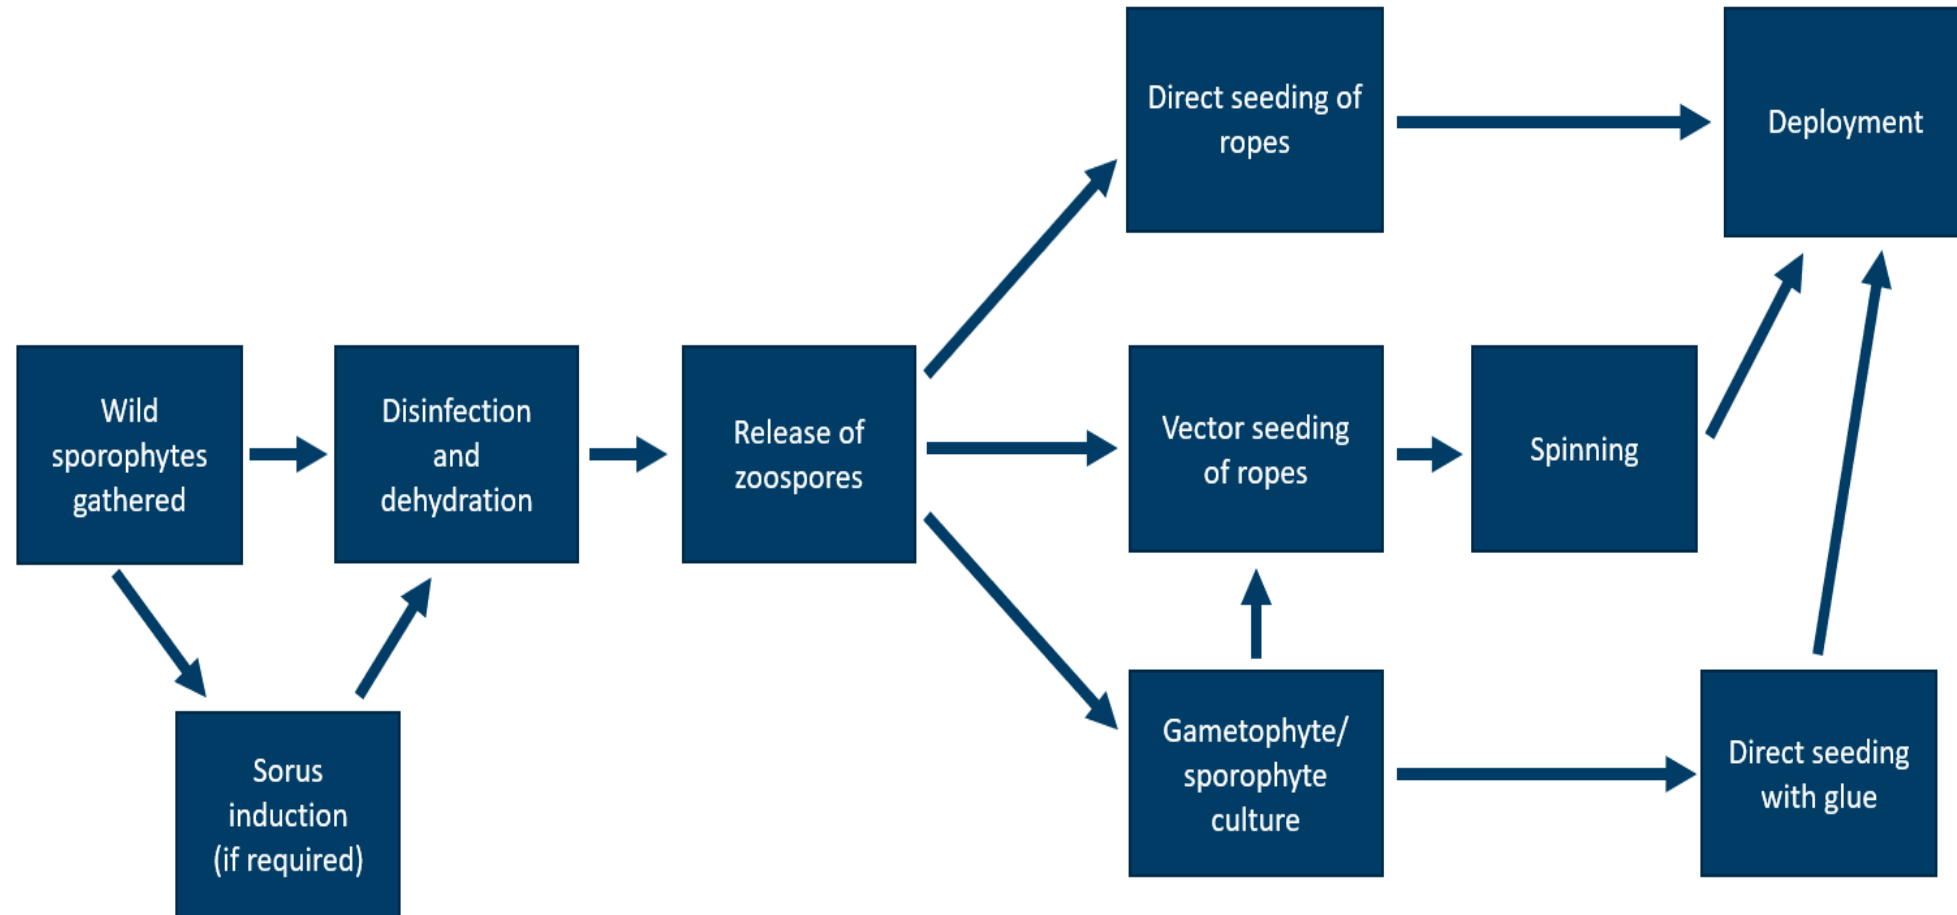 Direct seeding of
ropes
Deployment
Wild
sporophytes
gathered
Disinfection
and
dehydration
Release of
zoospores
Vector seeding
of ropes
Spinning
Sorus
induction
(if required)
Gametophyte/
sporophyte
culture
Direct seeding
with glue